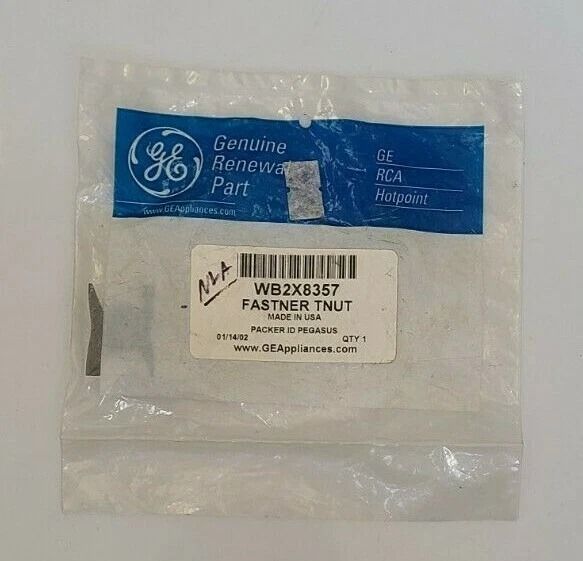 GE
Genuine
Renewal
Part
www.GEAppliances.com
GE
RCA
Hotpoint
NLA
WB2X8357
FASTNER TNUT
MADE IN USA
PACKER ID PEGASUS
01/14/02 QTY 1
www.GEAppliances.com